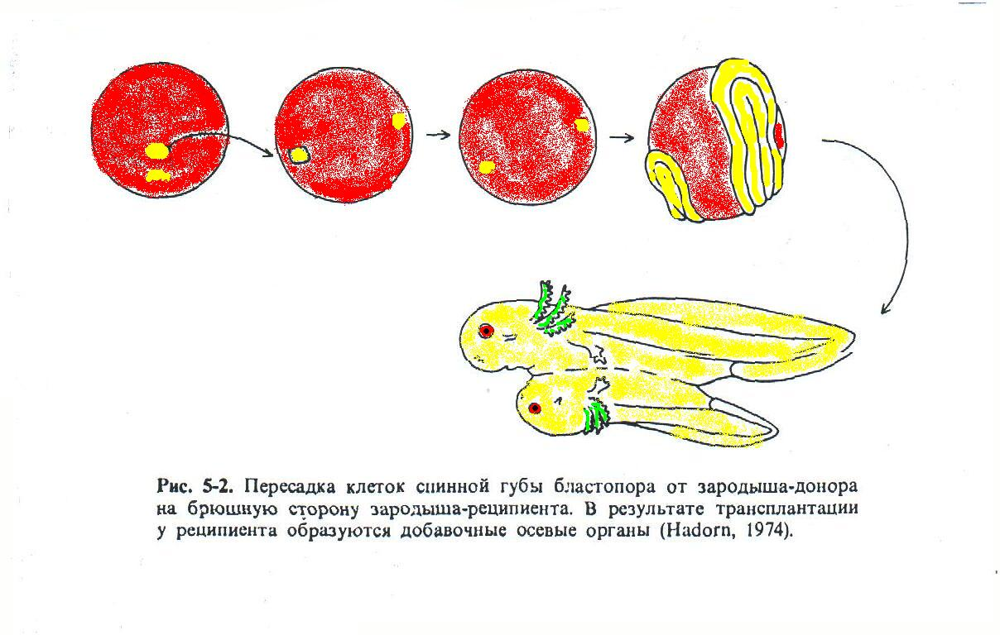 Рис. 5-2. Пересадка клеток спинной губы бластопора от зародыша-донора
на брюшную сторону зародыша-реципиента. В результате трансплантации
у реципиента образуются добавочные осевые органы (Hadorn, 1974).